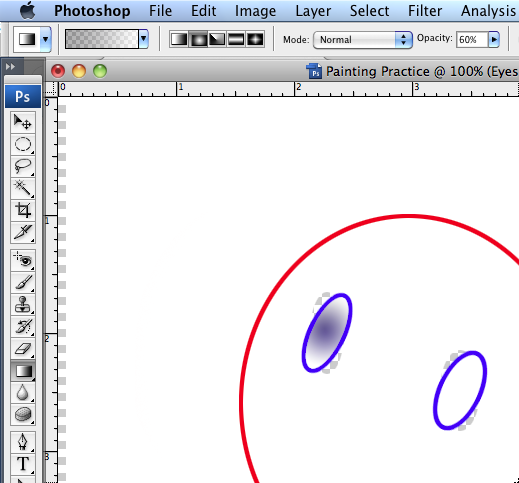 Photoshop File Edit Image Layer Select Filter Analysis
Mode: Normal Opacity: 60%
Painting Practice @ 100% (Eyes
Ps
0 1 2 3
0
1
2
3
T